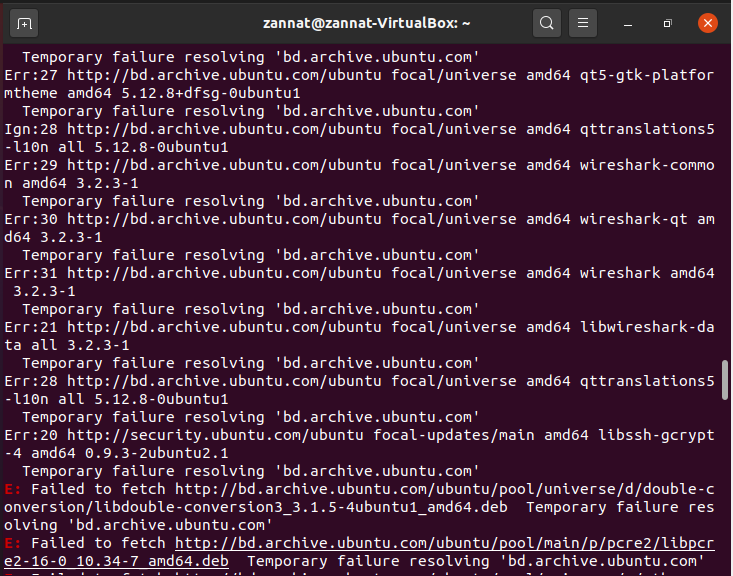 zannat@zannat-VirtualBox: ~
Temporary failure resolving 'bd.archive.ubuntu.com'
Err:27 http://bd.archive.ubuntu.com/ubuntu focal/universe amd64 qt5-gtk-platfor
mtheme amd64 5.12.8+dfsg-0ubuntu1
Temporary failure resolving 'bd.archive.ubuntu.com'
Ign:28 http://bd.archive.ubuntu.com/ubuntu focal/universe amd64 qttranslations5
-l10n all 5.12.8-0ubuntu1
Err:29 http://bd.archive.ubuntu.com/ubuntu focal/universe amd64 wireshark-commo
n amd64 3.2.3-1
Temporary failure resolving 'bd.archive.ubuntu.com'
Err:30 http://bd.archive.ubuntu.com/ubuntu focal/universe amd64 wireshark-qt am
d64 3.2.3-1
Temporary failure resolving 'bd.archive.ubuntu.com'
Err:31 http://bd.archive.ubuntu.com/ubuntu focal/universe amd64 wireshark amd64
3.2.3-1
Temporary failure resolving 'bd.archive.ubuntu.com'
Err:21 http://bd.archive.ubuntu.com/ubuntu focal/universe amd64 libwireshark-da
ta all 3.2.3-1
Temporary failure resolving 'bd.archive.ubuntu.com'
Err:28 http://bd.archive.ubuntu.com/ubuntu focal/universe amd64 qttranslations5
-l10n all 5.12.8-0ubuntu1
Temporary failure resolving 'bd.archive.ubuntu.com'
Err:20 http://security.ubuntu.com/ubuntu focal-updates/main amd64 libssh-gcrypt
-4 amd64 0.9.3-2ubuntu2.1
Temporary failure resolving 'bd.archive.ubuntu.com'
E: Failed to fetch http://bd.archive.ubuntu.com/ubuntu/pool/universe/d/double-c
onversion/libdouble-conversion3_3.1.5-4ubuntu1_amd64.deb  Temporary failure res
olving 'bd.archive.ubuntu.com'
E: Failed to fetch http://bd.archive.ubuntu.com/ubuntu/pool/main/p/pcre2/libpcr
e2-16-0_10.34-7_amd64.deb  Temporary failure resolving 'bd.archive.ubuntu.com'